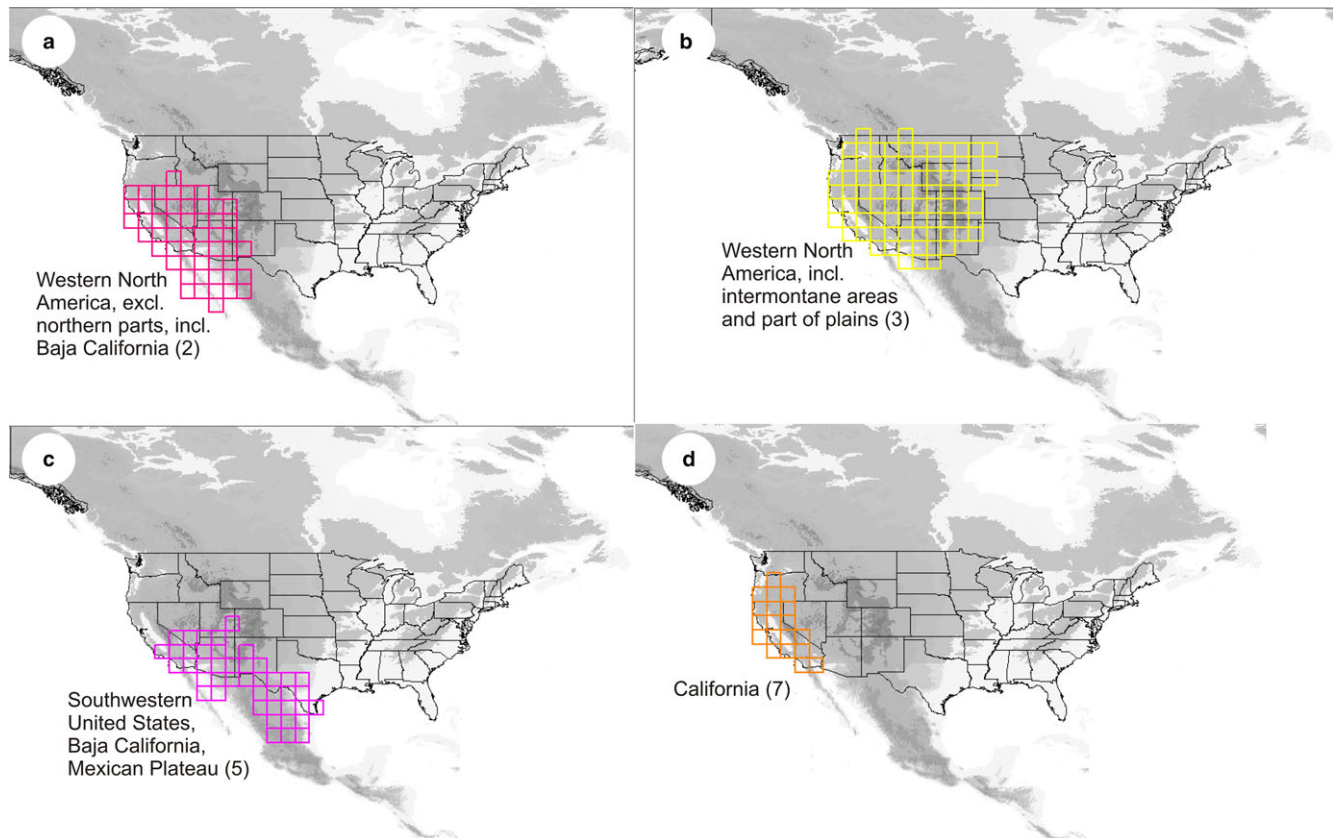 a
Western North
America, excl.
northern parts, incl.
Baja California (2)
b
Western North
America, incl.
intermontane areas
and part of plains (3)
c
Southwestern
United States,
Baja California,
Mexican Plateau (5)
d
California (7)